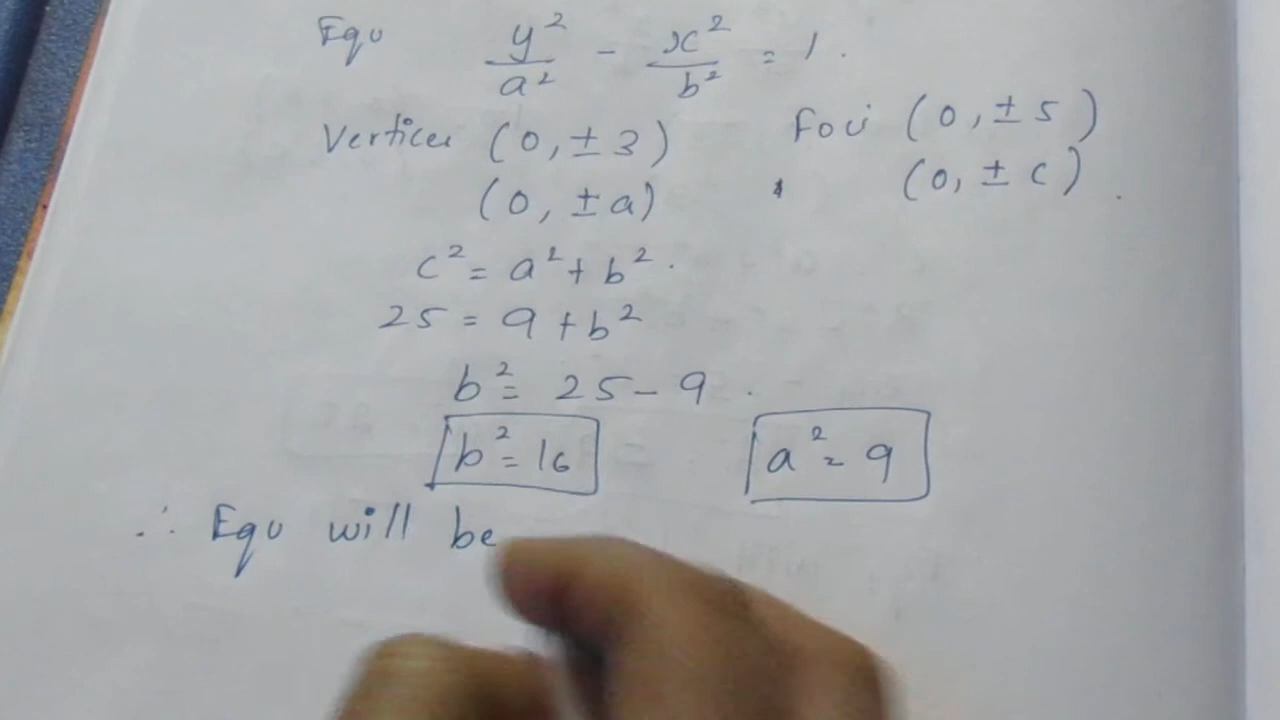 Equ y²/a² - x²/b² = 1.
Vertices (0, ±3) Foci (0, ±5)
(0, ±a) (0, ±c).
c² = a² + b².
25 = 9 + b²
b² = 25 - 9.
b² = 16 a² = 9
∴ Equ will be